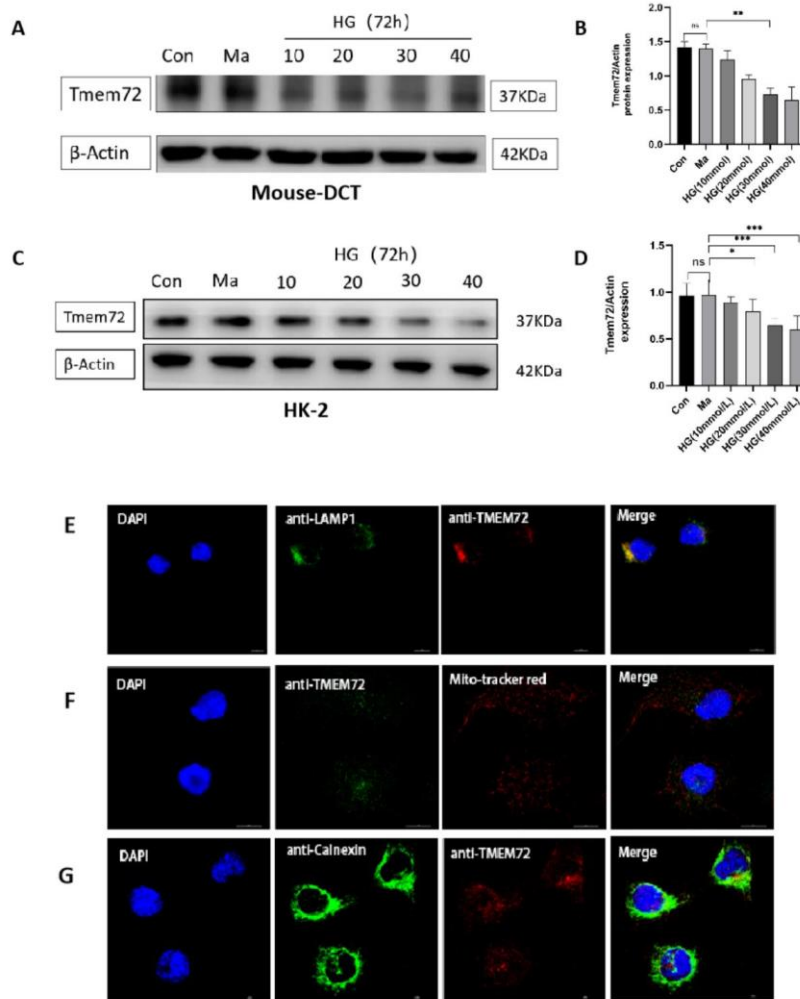 A
HG (72h)
Con Ma 10 20 30 40
Tmem72
37KDa
β-Actin
42KDa
Mouse-DCT
B
Tmem72/Actin
protein expression
2.0
1.5
1.0
0.5
0.0
ns
**
Con
Ma
HG(10mmol)
HG(20mmol)
HG(30mmol)
HG(40mmol)
C
HG (72h)
Con Ma 10 20 30 40
Tmem72
37KDa
β-Actin
42KDa
HK-2
D
Tmem72/Actin
expression
1.5
1.0
0.5
0.0
ns
*
***
***
Con
Ma
HG(10mmol/L)
HG(20mmol/L)
HG(30mmol/L)
HG(40mmol/L)
E
DAPI
anti-LAMP1
anti-TMEM72
Merge
F
DAPI
anti-TMEM72
Mito-tracker red
Merge
G
DAPI
anti-Calnexin
anti-TMEM72
Merge